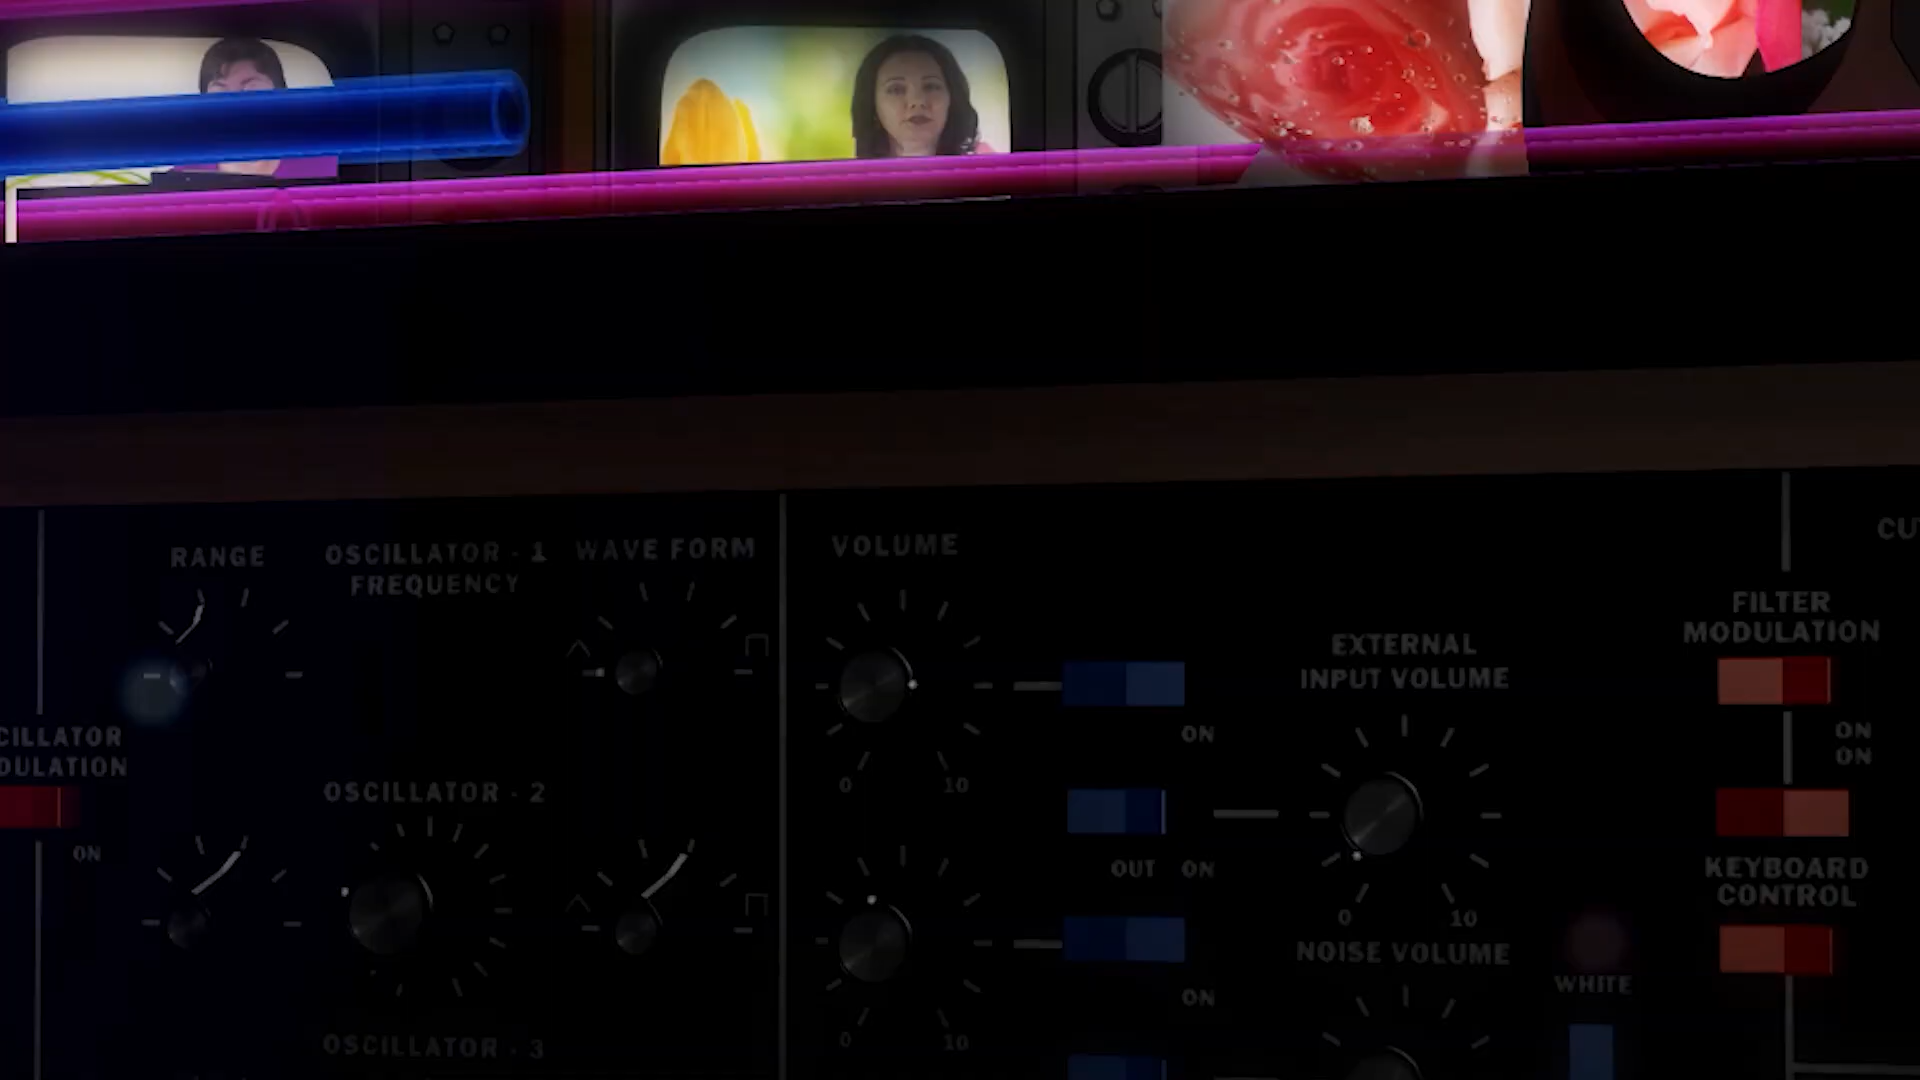 RANGE
OSCILLATOR - 1
FREQUENCY
WAVE FORM
VOLUME
CU
FILTER
MODULATION
EXTERNAL
INPUT VOLUME
ON
ON
ON
CILLATOR
DULATION
0
10
OSCILLATOR - 2
ON
OUT ON
KEYBOARD
CONTROL
0
10
NOISE VOLUME
WHITE
ON
0
10
OSCILLATOR - 3